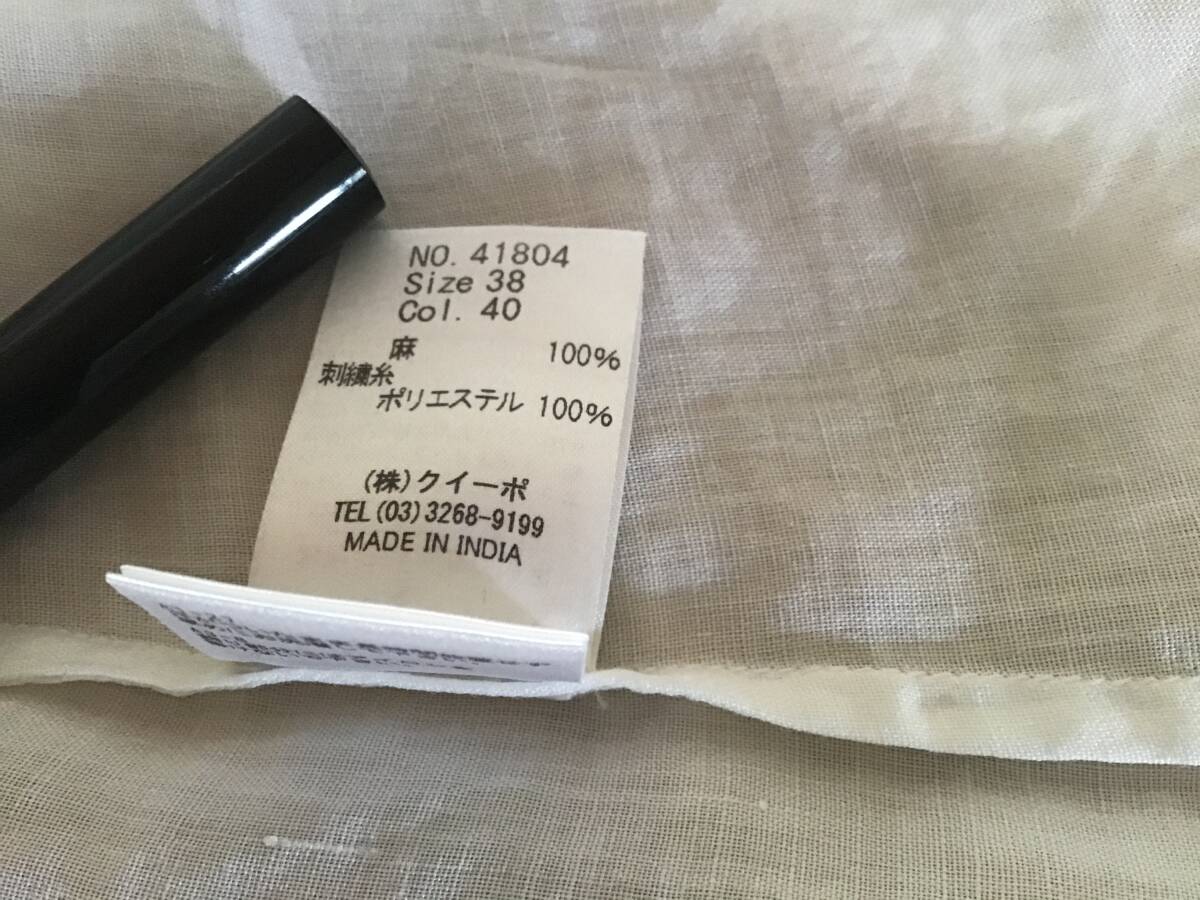 NO. 41804
Size 38
Col. 40
麻 100%
刺繍糸
ポリエステル 100%
(株)クイーポ
TEL (03)3268-9199
MADE IN INDIA